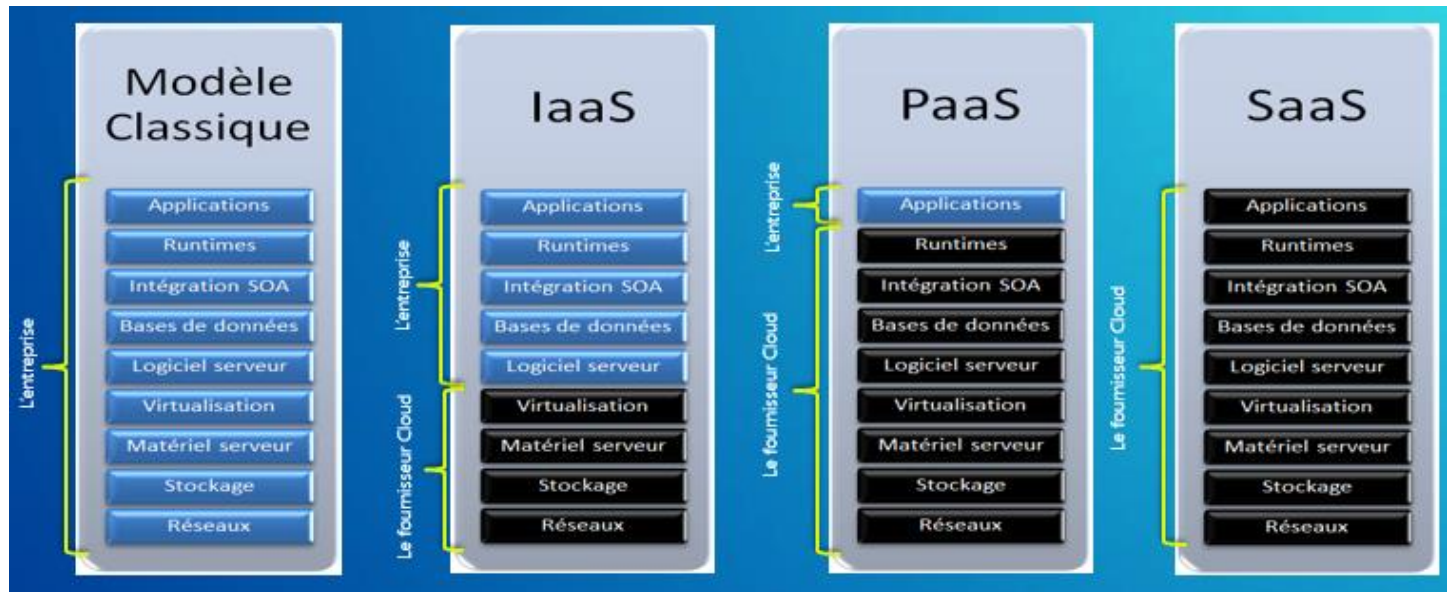 Modèle
Classique
L'entreprise
Applications
Runtimes
Intégration SOA
Bases de données
Logiciel serveur
Virtualisation
Matériel serveur
Stockage
Réseaux
IaaS
L'entreprise
Le fournisseur Cloud
Applications
Runtimes
Intégration SOA
Bases de données
Logiciel serveur
Virtualisation
Matériel serveur
Stockage
Réseaux
PaaS
L'entreprise
Le fournisseur Cloud
Applications
Runtimes
Intégration SOA
Bases de données
Logiciel serveur
Virtualisation
Matériel serveur
Stockage
Réseaux
SaaS
Le fournisseur Cloud
Applications
Runtimes
Intégration SOA
Bases de données
Logiciel serveur
Virtualisation
Matériel serveur
Stockage
Réseaux